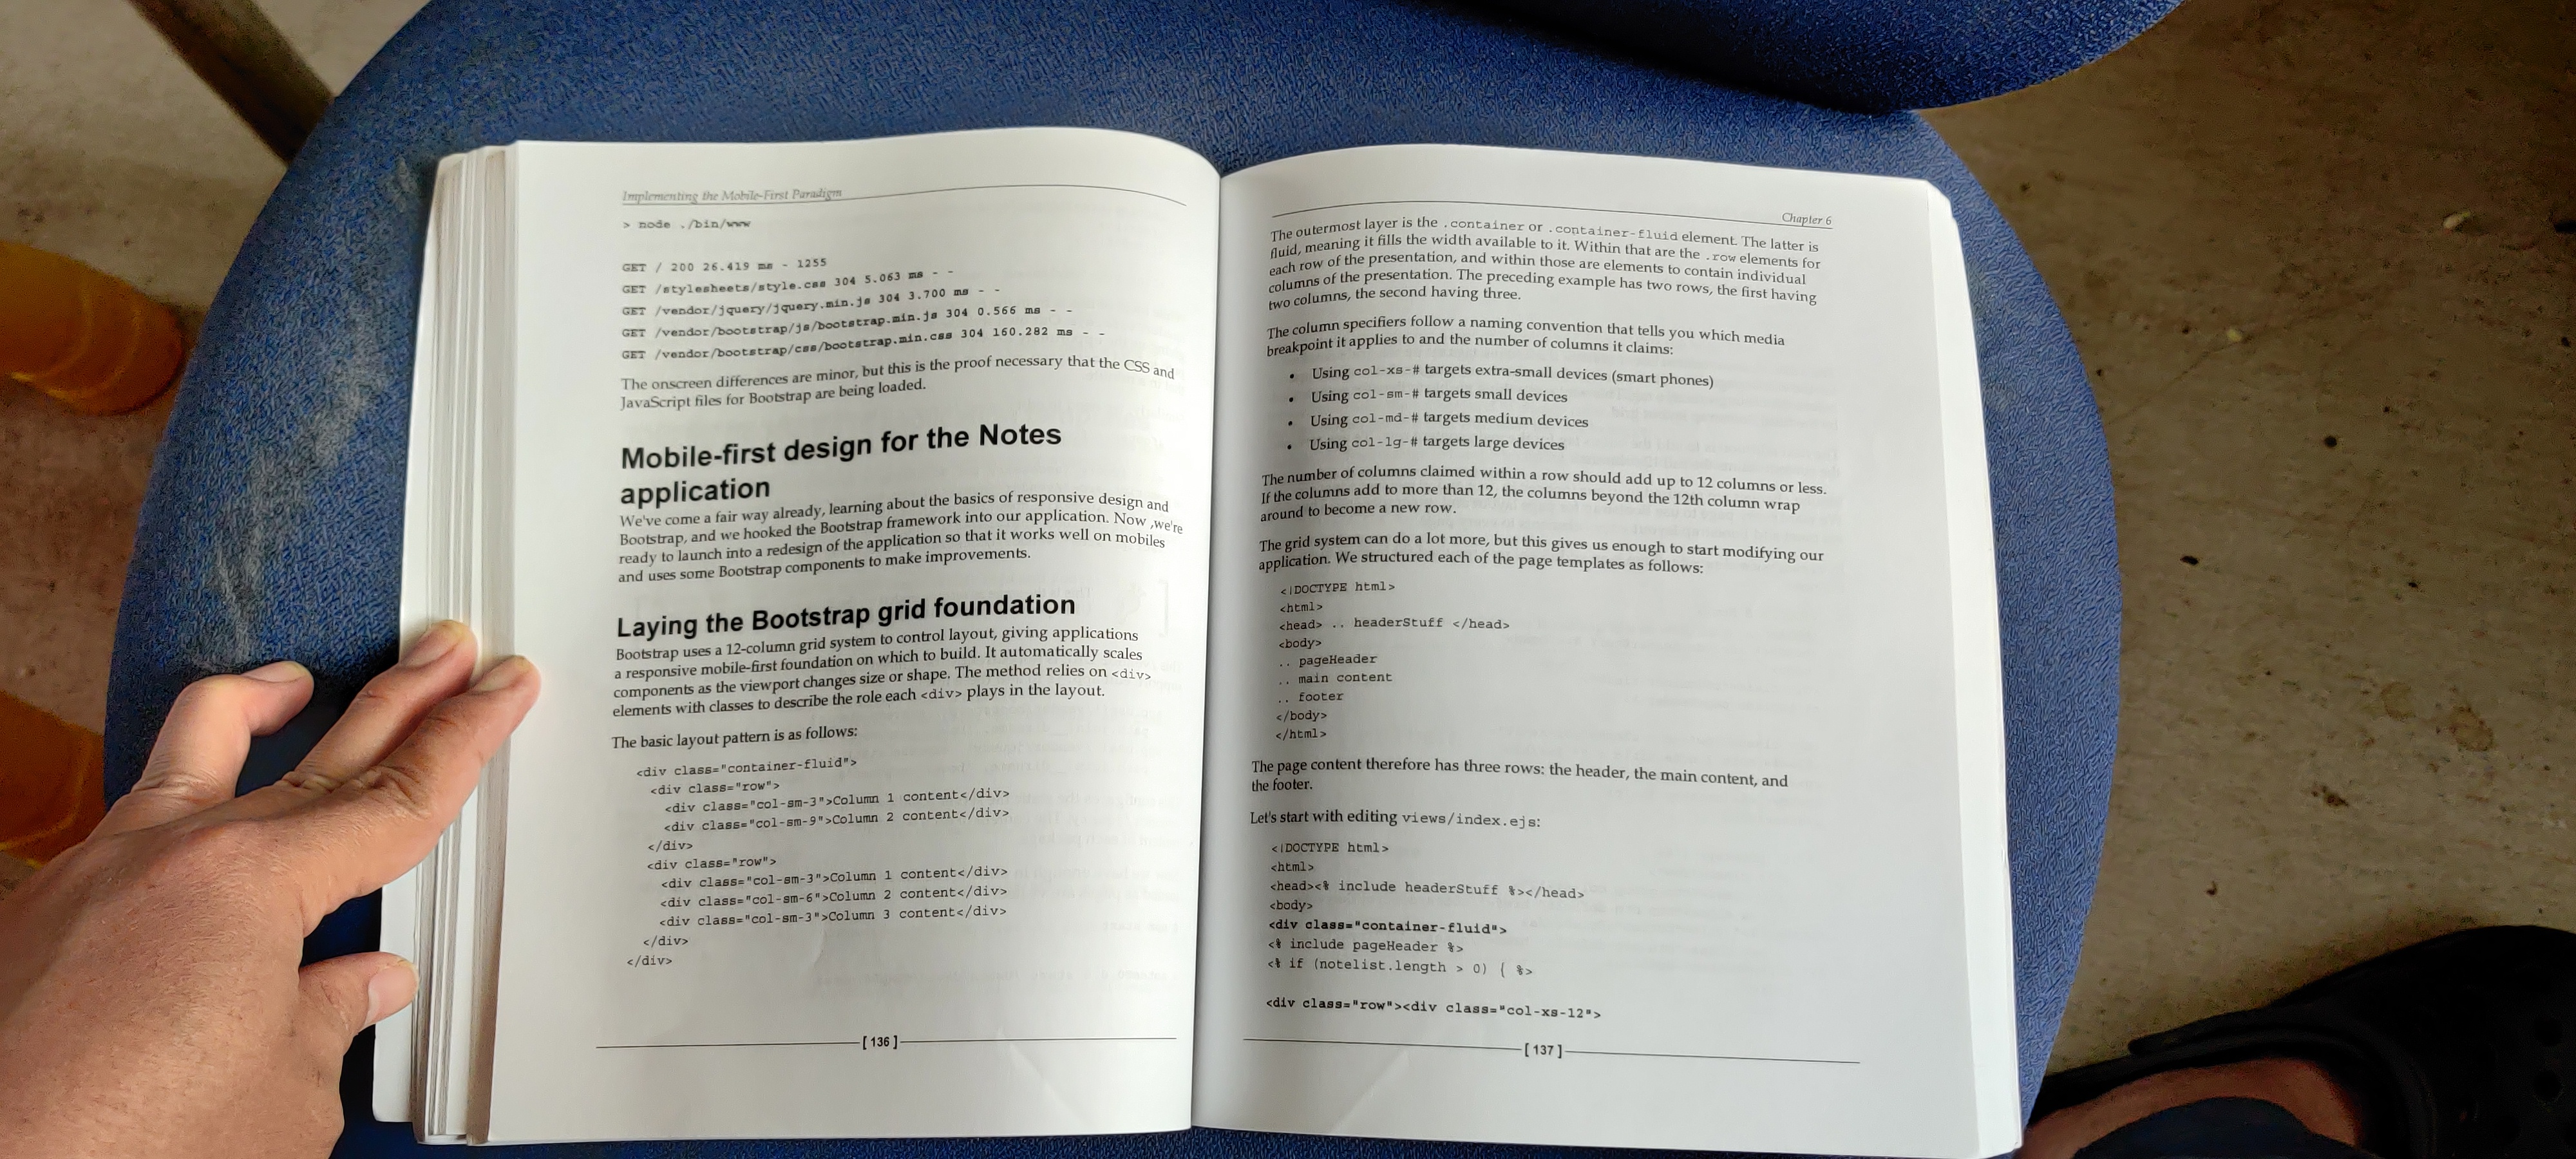 Implementing the Mobile-First Paradigm
> node ./bin/www
GET / 200 26.419 ms - 1255
GET /stylesheets/style.css 304 5.063 ms - -
GET /vendor/jquery/jquery.min.js 304 3.700 ms - -
GET /vendor/bootstrap/js/bootstrap.min.js 304 0.566 ms - -
GET /vendor/bootstrap/css/bootstrap.min.css 304 160.282 ms - -
The onscreen differences are minor, but this is the proof necessary that the CSS and
JavaScript files for Bootstrap are being loaded.
Mobile-first design for the Notes
application
We've come a fair way already, learning about the basics of responsive design and
Bootstrap, and we hooked the Bootstrap framework into our application. Now ,we're
ready to launch into a redesign of the application so that it works well on mobiles
and uses some Bootstrap components to make improvements.
Laying the Bootstrap grid foundation
Bootstrap uses a 12-column grid system to control layout, giving applications
a responsive mobile-first foundation on which to build. It automatically scales
components as the viewport changes size or shape. The method relies on <div>
elements with classes to describe the role each <div> plays in the layout.
The basic layout pattern is as follows:
<div class="container-fluid">
<div class="row">
<div class="col-sm-3">Column 1 content</div>
<div class="col-sm-9">Column 2 content</div>
</div>
<div class="row">
<div class="col-sm-3">Column 1 content</div>
<div class="col-sm-6">Column 2 content</div>
<div class="col-sm-3">Column 3 content</div>
</div>
</div>
[ 136 ]
Chapter 6
The outermost layer is the .container or .container-fluid element. The latter is
fluid, meaning it fills the width available to it. Within that are the .row elements for
each row of the presentation, and within those are elements to contain individual
columns of the presentation. The preceding example has two rows, the first having
two columns, the second having three.
The column specifiers follow a naming convention that tells you which media
breakpoint it applies to and the number of columns it claims:
• Using col-xs-# targets extra-small devices (smart phones)
• Using col-sm-# targets small devices
• Using col-md-# targets medium devices
• Using col-lg-# targets large devices
The number of columns claimed within a row should add up to 12 columns or less.
If the columns add to more than 12, the columns beyond the 12th column wrap
around to become a new row.
The grid system can do a lot more, but this gives us enough to start modifying our
application. We structured each of the page templates as follows:
<!DOCTYPE html>
<html>
<head> .. headerStuff </head>
<body>
.. pageHeader
.. main content
.. footer
</body>
</html>
The page content therefore has three rows: the header, the main content, and
the footer.
Let's start with editing views/index.ejs:
<!DOCTYPE html>
<html>
<head><% include headerStuff %></head>
<body>
<div class="container-fluid">
<% include pageHeader %>
<% if (notelist.length > 0) { %>
<div class="row"><div class="col-xs-12">
[ 137 ]